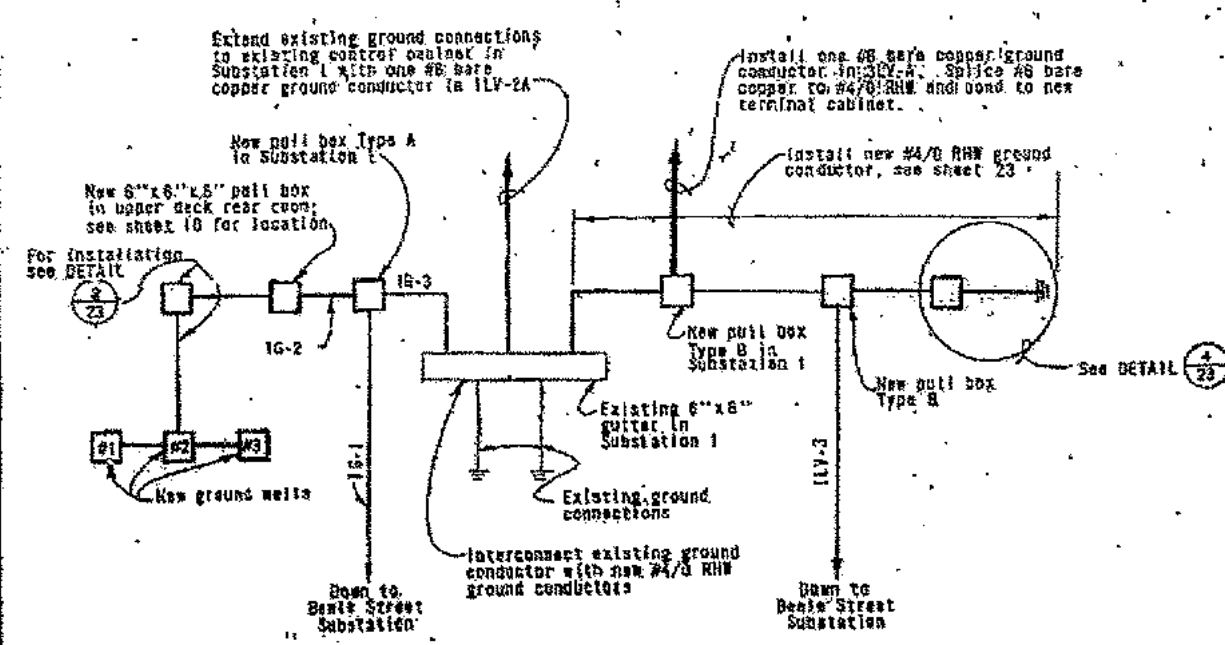 Extend existing ground connections
to existing control cabinet in
Substation 1 with one #6 bare
copper ground conductor in 1LV-2A
Install one #6 bare copper ground
conductor in 3LV-A. Splice #6 bare
copper to #4/0 RHW and bond to new
terminal cabinet.
New pull box Type A
in Substation 1
Install new #4/0 RHW ground
conductor, see sheet 23
New 6"x 6"x 6" pull box
in upper deck rear room;
see sheet 10 for location
For installation
see DETAIL
23
1G-3
1G-2
New pull box
Type B in
Substation 1
See DETAIL 4
23
New pull box
Type B
Existing 6"x6"
gutter in
Substation 1
#1 #2 #3
New ground wells
1G-1
1LV-3
Existing ground
connections
Interconnect existing ground
conductor with new #4/0 RHW
ground conductors
Down to
Beale Street
Substation
Down to
Beale Street
Substation